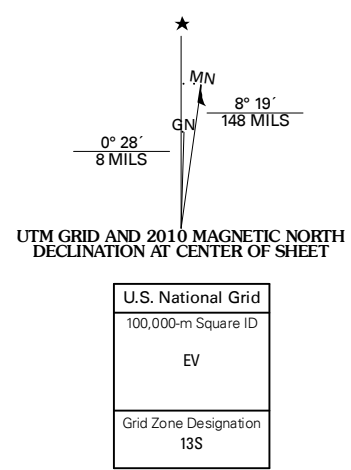 ★
MN
8° 19´
148 MILS
GN
0° 28´
8 MILS
UTM GRID AND 2010 MAGNETIC NORTH
DECLINATION AT CENTER OF SHEET
U.S. National Grid
100,000-m Square ID
EV
Grid Zone Designation
13S